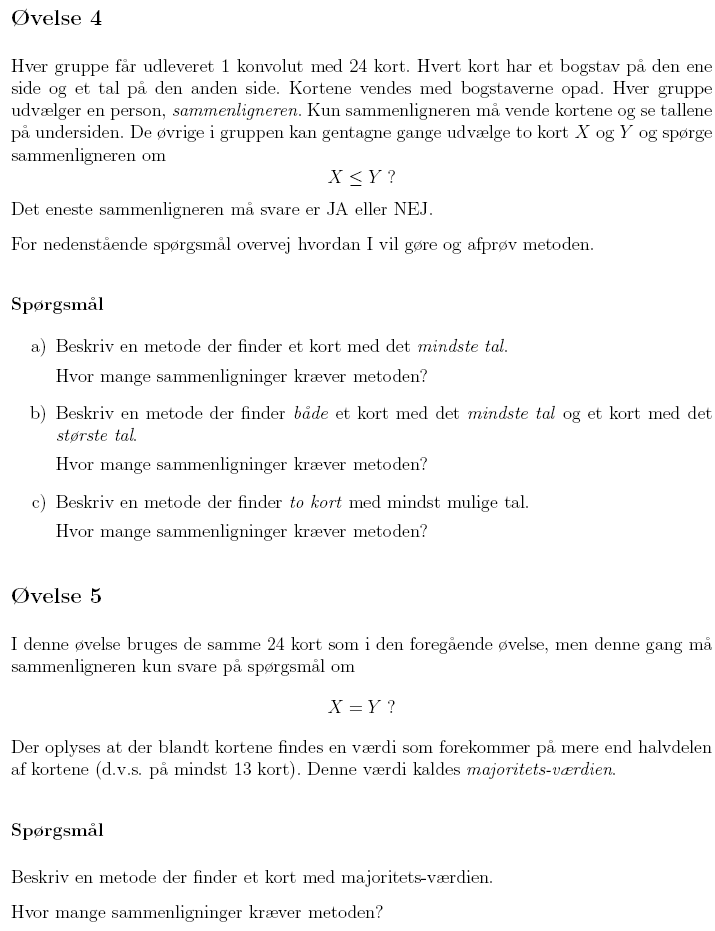 Øvelse 4
Hver gruppe får udleveret 1 konvolut med 24 kort. Hvert kort har et bogstav på den ene
side og et tal på den anden side. Kortene vendes med bogstaverne opad. Hver gruppe
udvælger en person, sammenligneren. Kun sammenligneren må vende kortene og se tallene
på undersiden. De øvrige i gruppen kan gentagne gange udvælge to kort X og Y og spørge
sammenligneren om
X ≤ Y ?
Det eneste sammenligneren må svare er JA eller NEJ.
For nedenstående spørgsmål overvej hvordan I vil gøre og afprøv metoden.
Spørgsmål
a) Beskriv en metode der finder et kort med det mindste tal.
Hvor mange sammenligninger kræver metoden?
b) Beskriv en metode der finder både et kort med det mindste tal og et kort med det
største tal.
Hvor mange sammenligninger kræver metoden?
c) Beskriv en metode der finder to kort med mindst mulige tal.
Hvor mange sammenligninger kræver metoden?
Øvelse 5
I denne øvelse bruges de samme 24 kort som i den foregående øvelse, men denne gang må
sammenligneren kun svare på spørgsmål om
X = Y ?
Der oplyses at der blandt kortene findes en værdi som forekommer på mere end halvdelen
af kortene (d.v.s. på mindst 13 kort). Denne værdi kaldes majoritets-værdien.
Spørgsmål
Beskriv en metode der finder et kort med majoritets-værdien.
Hvor mange sammenligninger kræver metoden?